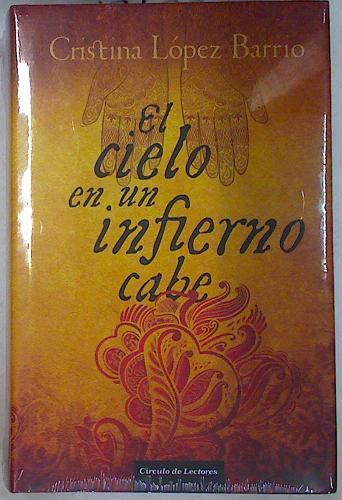 Cristina López Barrio
El
cielo
en un
infierno
cabe
Círculo de Lectores